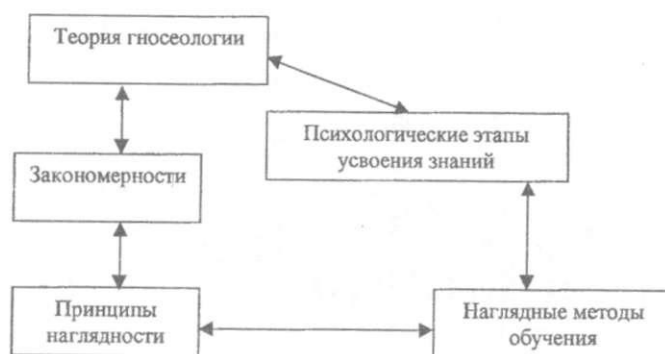 Теория гносеологии
Психологические этапы
усвоения знаний
Закономерности
Принципы
наглядности
Наглядные методы
обучения